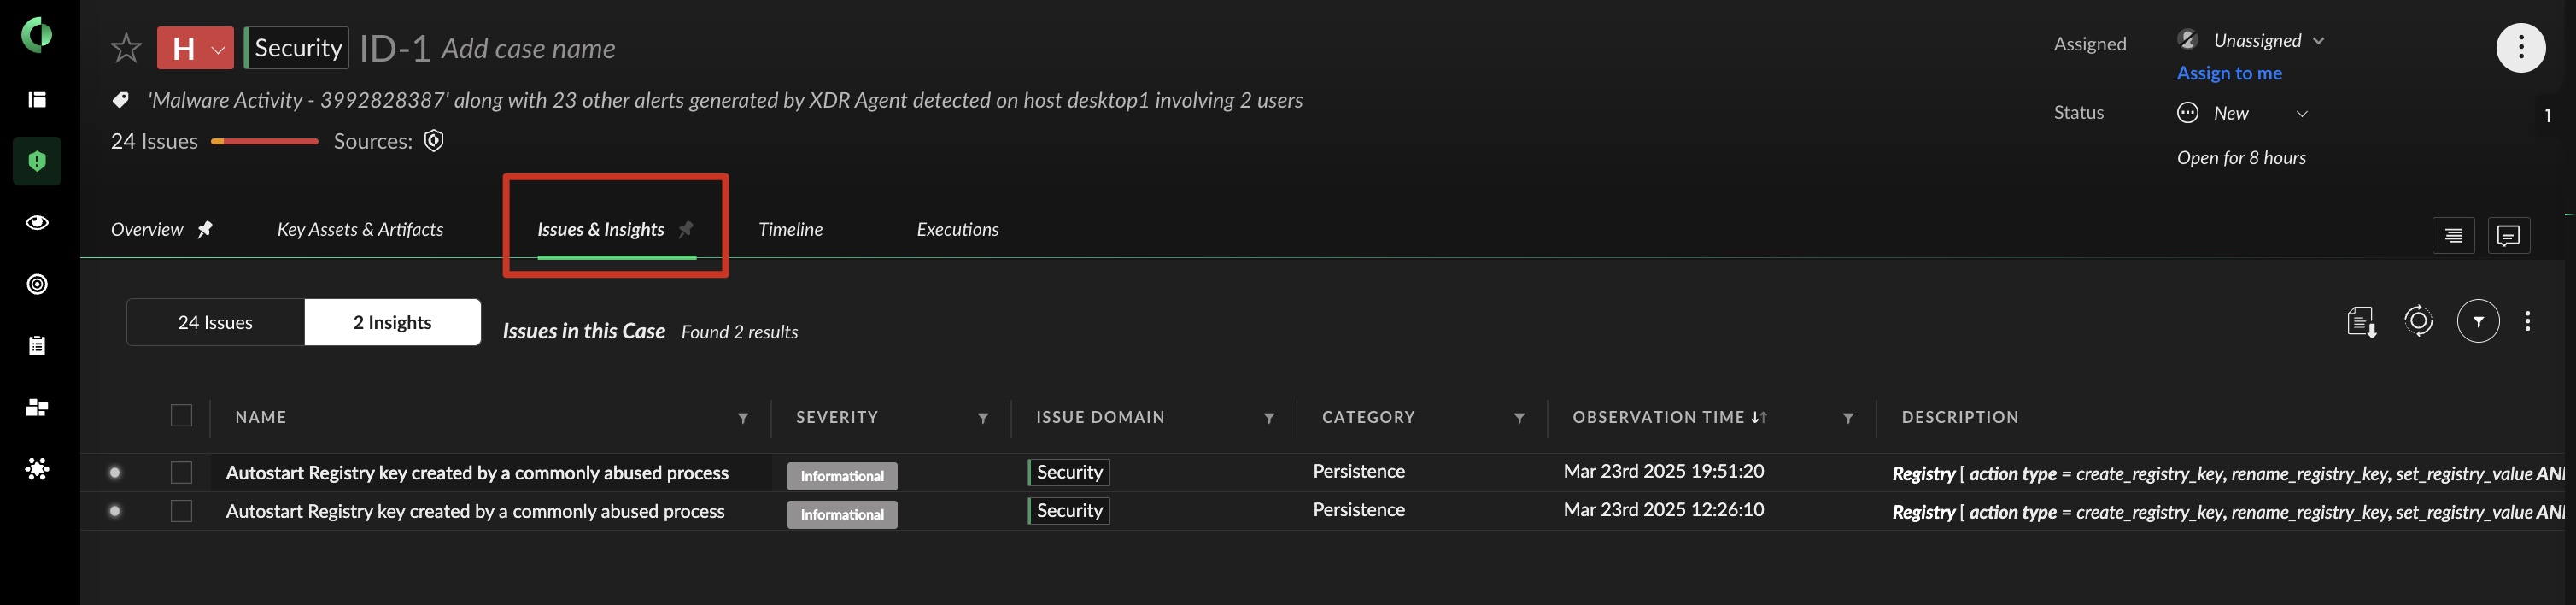 H Security ID-1 Add case name
Assigned Unassigned
Assign to me
'Malware Activity - 3992828387' along with 23 other alerts generated by XDR Agent detected on host desktop1 involving 2 users
Status New
1
24 Issues Sources:
Open for 8 hours
Overview Key Assets & Artifacts Issues & Insights Timeline Executions
24 Issues 2 Insights Issues in this Case Found 2 results
NAME SEVERITY ISSUE DOMAIN CATEGORY OBSERVATION TIME DESCRIPTION
Autostart Registry key created by a commonly abused process Informational Security Persistence Mar 23rd 2025 19:51:20 Registry [ action type = create_registry_key, rename_registry_key, set_registry_value
Autostart Registry key created by a commonly abused process Informational Security Persistence Mar 23rd 2025 12:26:10 Registry [ action type = create_registry_key, rename_registry_key, set_registry_value